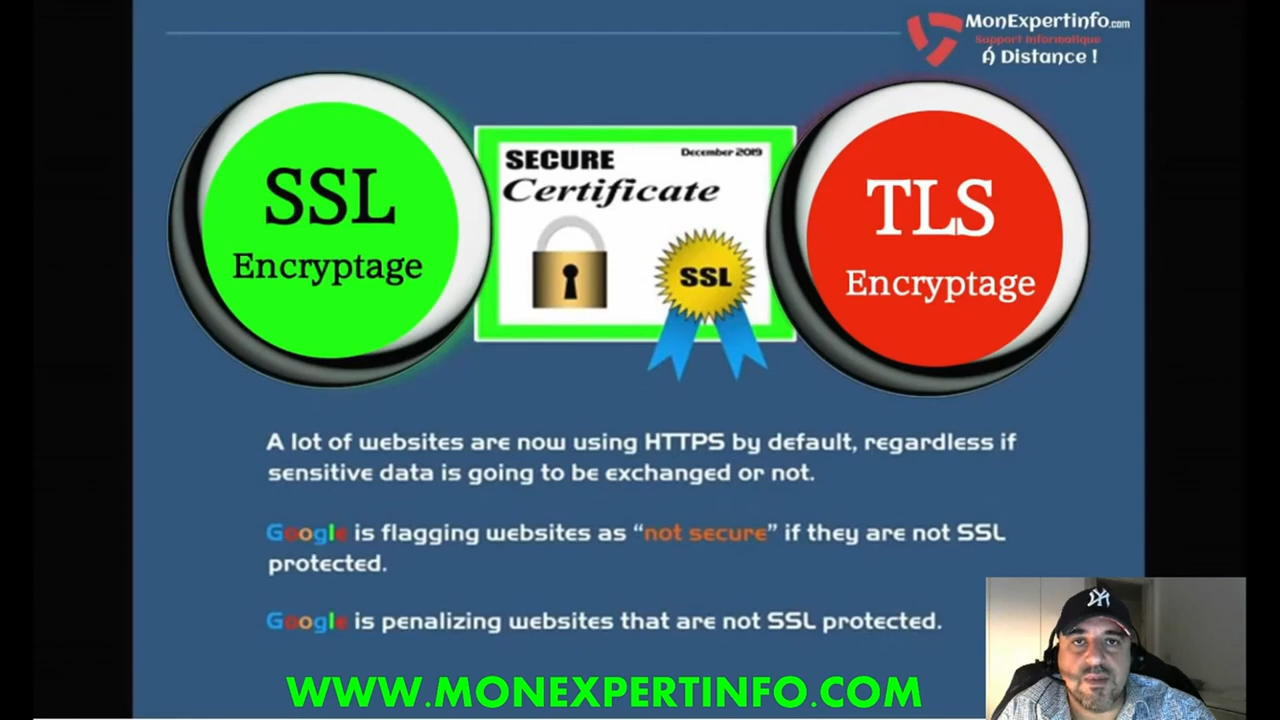 MonExpertinfo.com
Support Informatique
Á Distance !
SSL
Encryptage
SECURE
December 2019
Certificate
SSL
TLS
Encryptage
A lot of websites are now using HTTPS by default, regardless if
sensitive data is going to be exchanged or not.
Google is flagging websites as “not secure” if they are not SSL
protected.
Google is penalizing websites that are not SSL protected.
WWW.MONEXPERTINFO.COM
NY